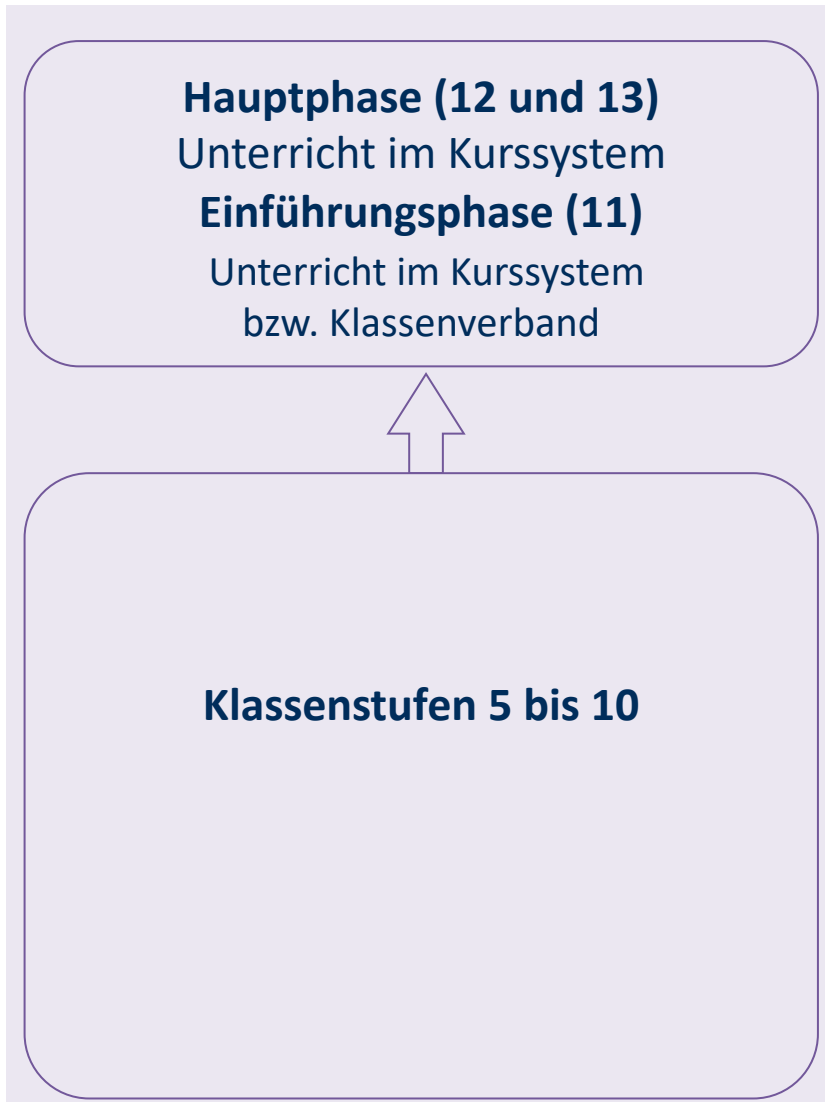 Hauptphase (12 und 13)
Unterricht im Kurssystem
Einführungsphase (11)
Unterricht im Kurssystem
bzw. Klassenverband
Klassenstufen 5 bis 10